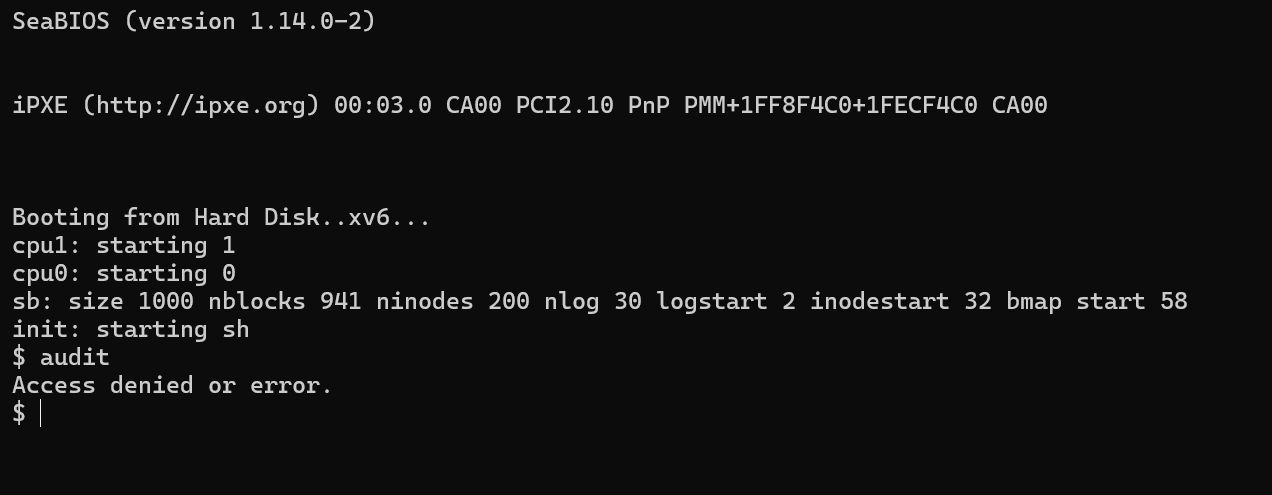 SeaBIOS (version 1.14.0-2)
iPXE (http://ipxe.org) 00:03.0 CA00 PCI2.10 PnP PMM+1FF8F4C0+1FECF4C0 CA00
Booting from Hard Disk..xv6...
cpu1: starting 1
cpu0: starting 0
sb: size 1000 nblocks 941 ninodes 200 nlog 30 logstart 2 inodestart 32 bmap start 58
init: starting sh
$ audit
Access denied or error.
$